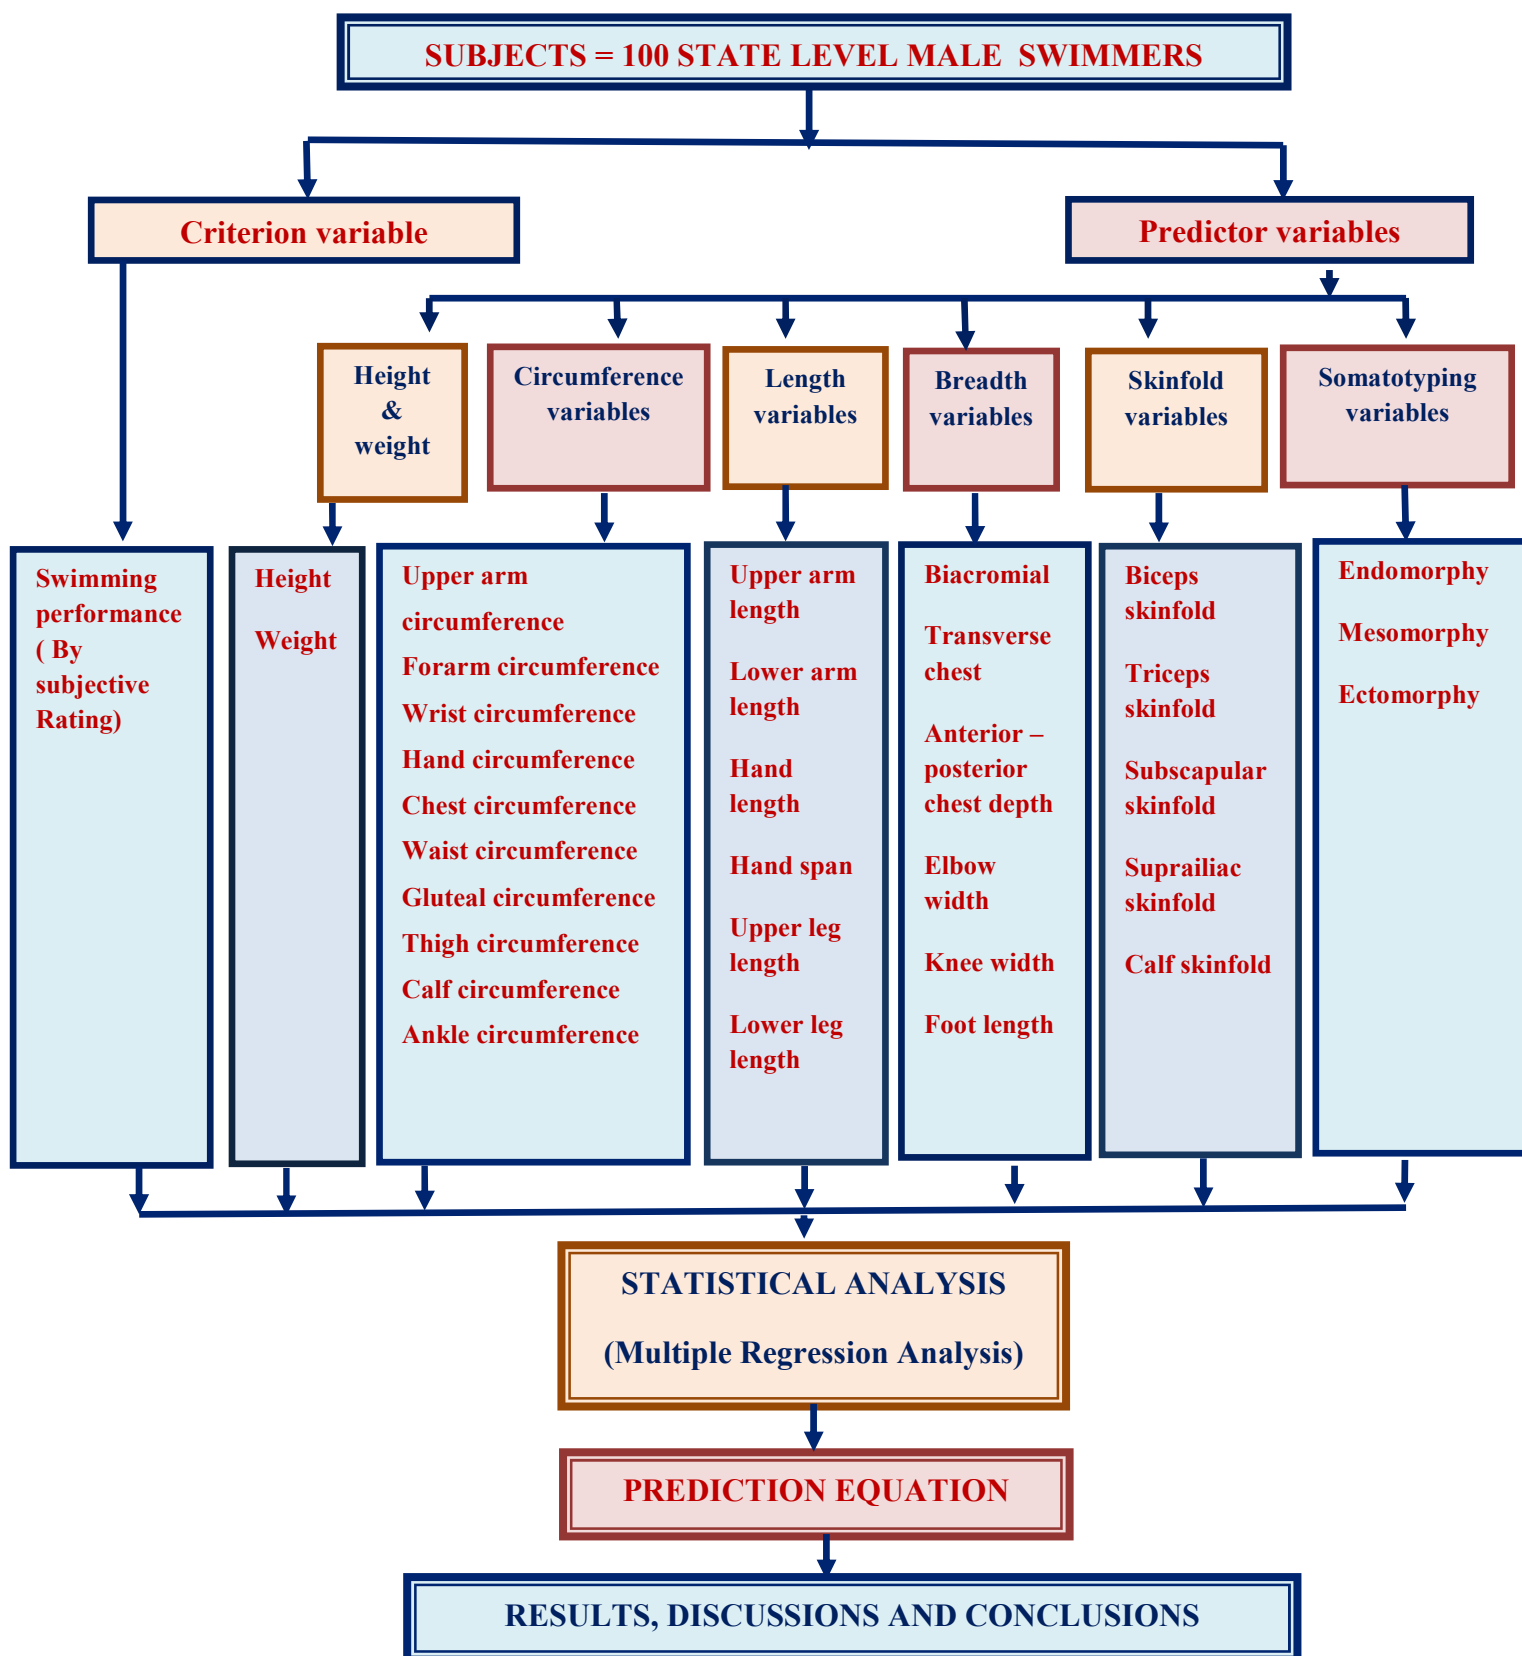 SUBJECTS = 100 STATE LEVEL MALE SWIMMERS
Criterion variable
Predictor variables
Height
&
weight
Circumference
variables
Length
variables
Breadth
variables
Skinfold
variables
Somatotyping
variables
Swimming
performance
( By
subjective
Rating)
Height
Weight
Upper arm
circumference
Forarm circumference
Wrist circumference
Hand circumference
Chest circumference
Waist circumference
Gluteal circumference
Thigh circumference
Calf circumference
Ankle circumference
Upper arm
length
Lower arm
length
Hand
length
Hand span
Upper leg
length
Lower leg
length
Biacromial
Transverse
chest
Anterior –
posterior
chest depth
Elbow
width
Knee width
Foot length
Biceps
skinfold
Triceps
skinfold
Subscapular
skinfold
Suprailiac
skinfold
Calf skinfold
Endomorphy
Mesomorphy
Ectomorphy
STATISTICAL ANALYSIS
(Multiple Regression Analysis)
PREDICTION EQUATION
RESULTS, DISCUSSIONS AND CONCLUSIONS